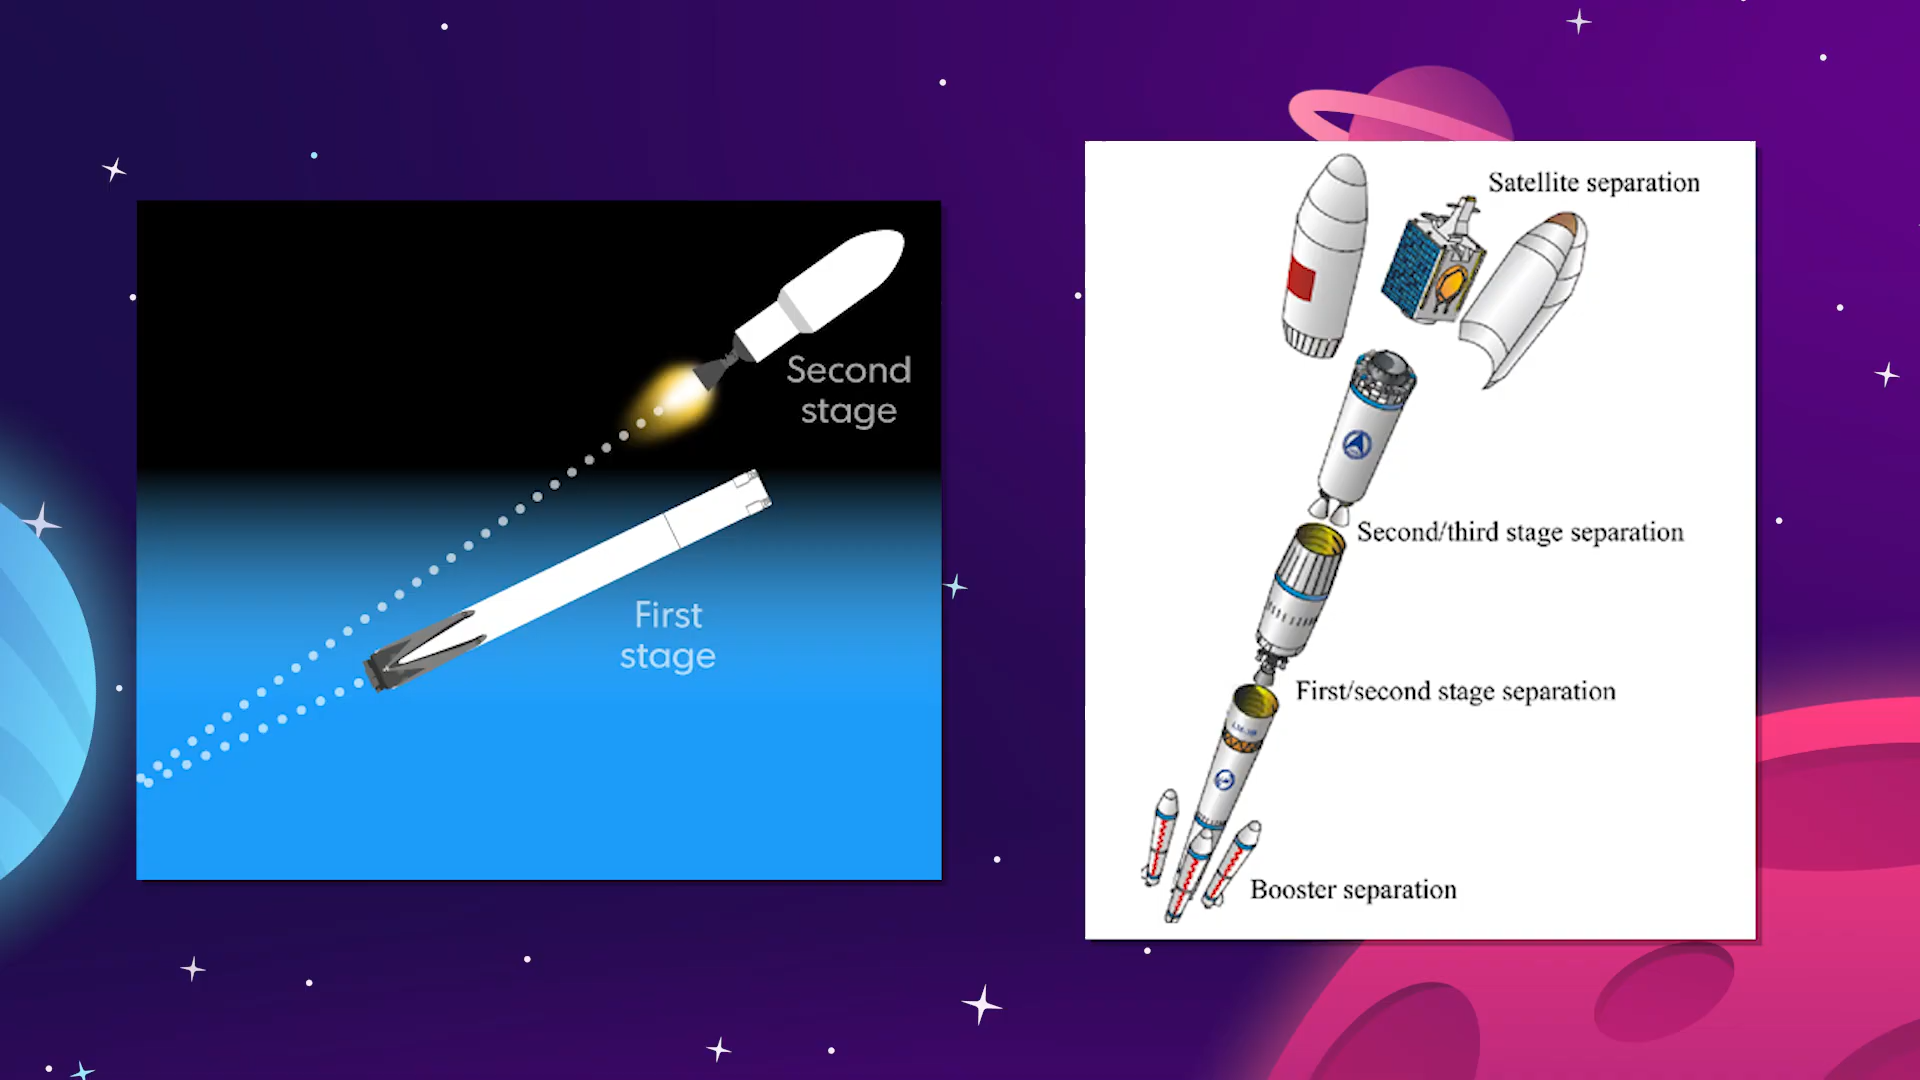 Second
stage
First
stage
Satellite separation
Second/third stage separation
First/second stage separation
Booster separation